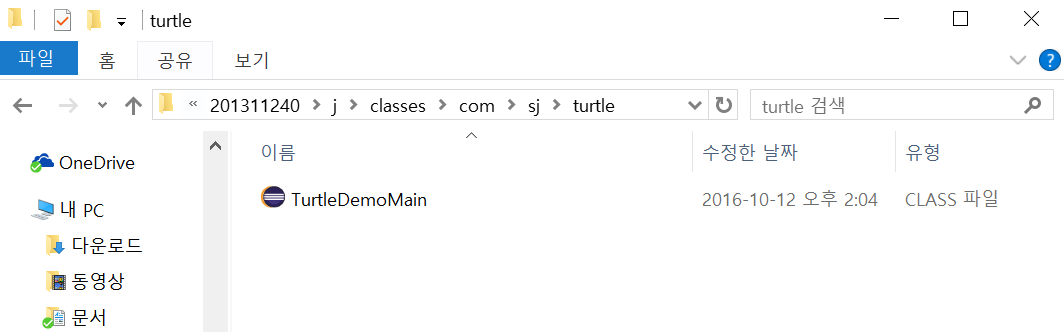 turtle
파일 홈 공유 보기
« 201311240 > j > classes > com > sj > turtle turtle 검색
OneDrive
내 PC
다운로드
동영상
문서
이름 수정한 날짜 유형
TurtleDemoMain 2016-10-12 오후 2:04 CLASS 파일